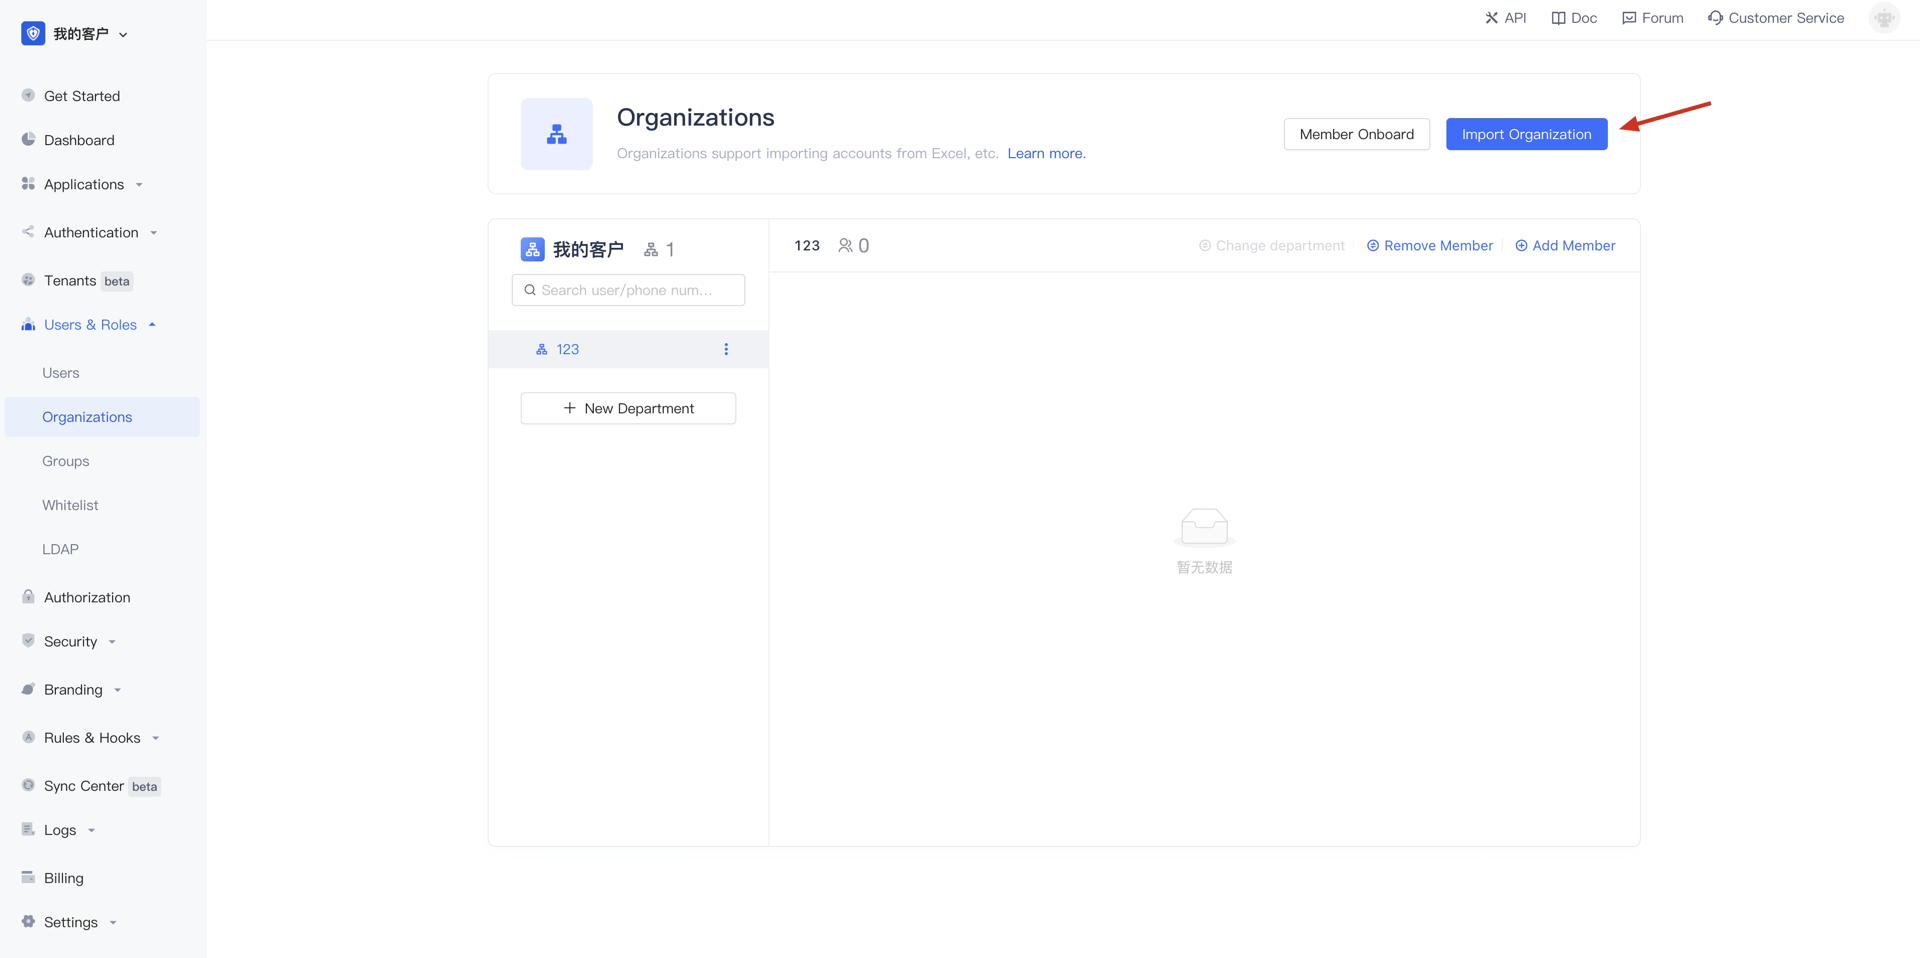 我的客户
API
Doc
Forum
Customer Service
Get Started
Dashboard
Applications
Authentication
Tenants beta
Users & Roles
Users
Organizations
Groups
Whitelist
LDAP
Authorization
Security
Branding
Rules & Hooks
Sync Center beta
Logs
Billing
Settings
Organizations
Organizations support importing accounts from Excel, etc. Learn more.
Member Onboard
Import Organization
我的客户 1
Search user/phone num...
123
New Department
123 0
Change department
Remove Member
Add Member
暂无数据